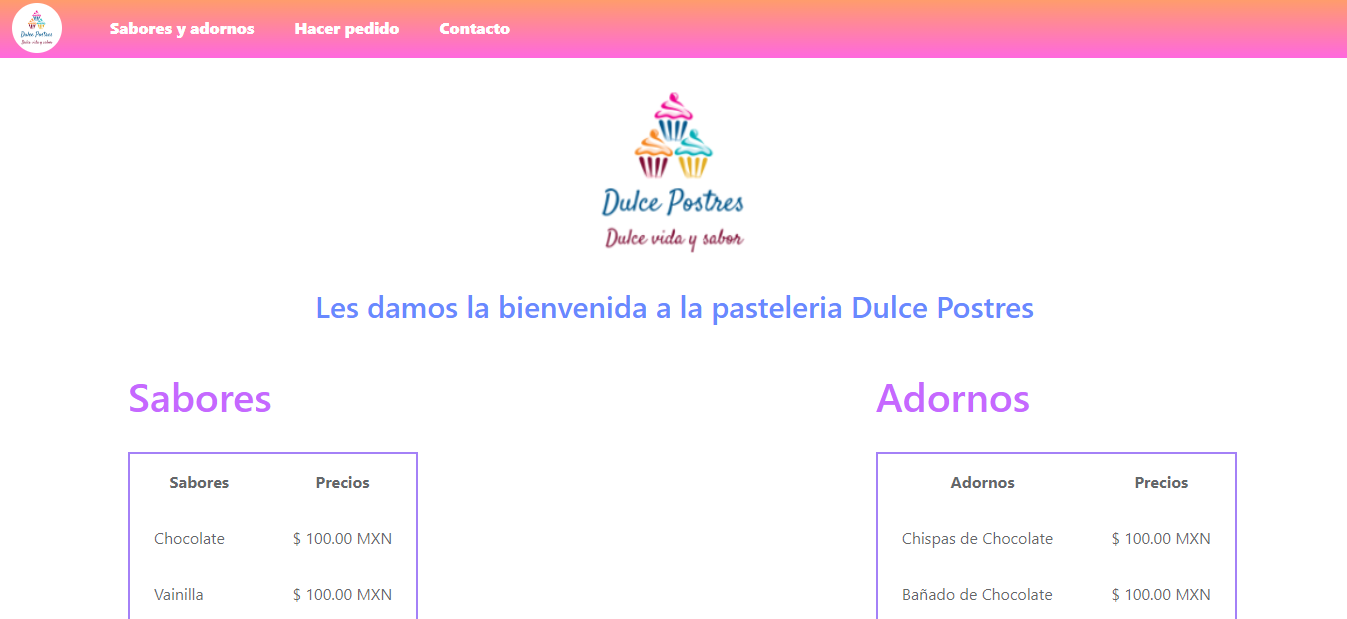 Dulce Postres
Dulce vida y sabor
Sabores y adornos Hacer pedido Contacto
Dulce Postres
Dulce vida y sabor
Les damos la bienvenida a la pasteleria Dulce Postres
Sabores
Sabores Precios
Chocolate $ 100.00 MXN
Vainilla $ 100.00 MXN
Adornos
Adornos Precios
Chispas de Chocolate $ 100.00 MXN
Bañado de Chocolate $ 100.00 MXN